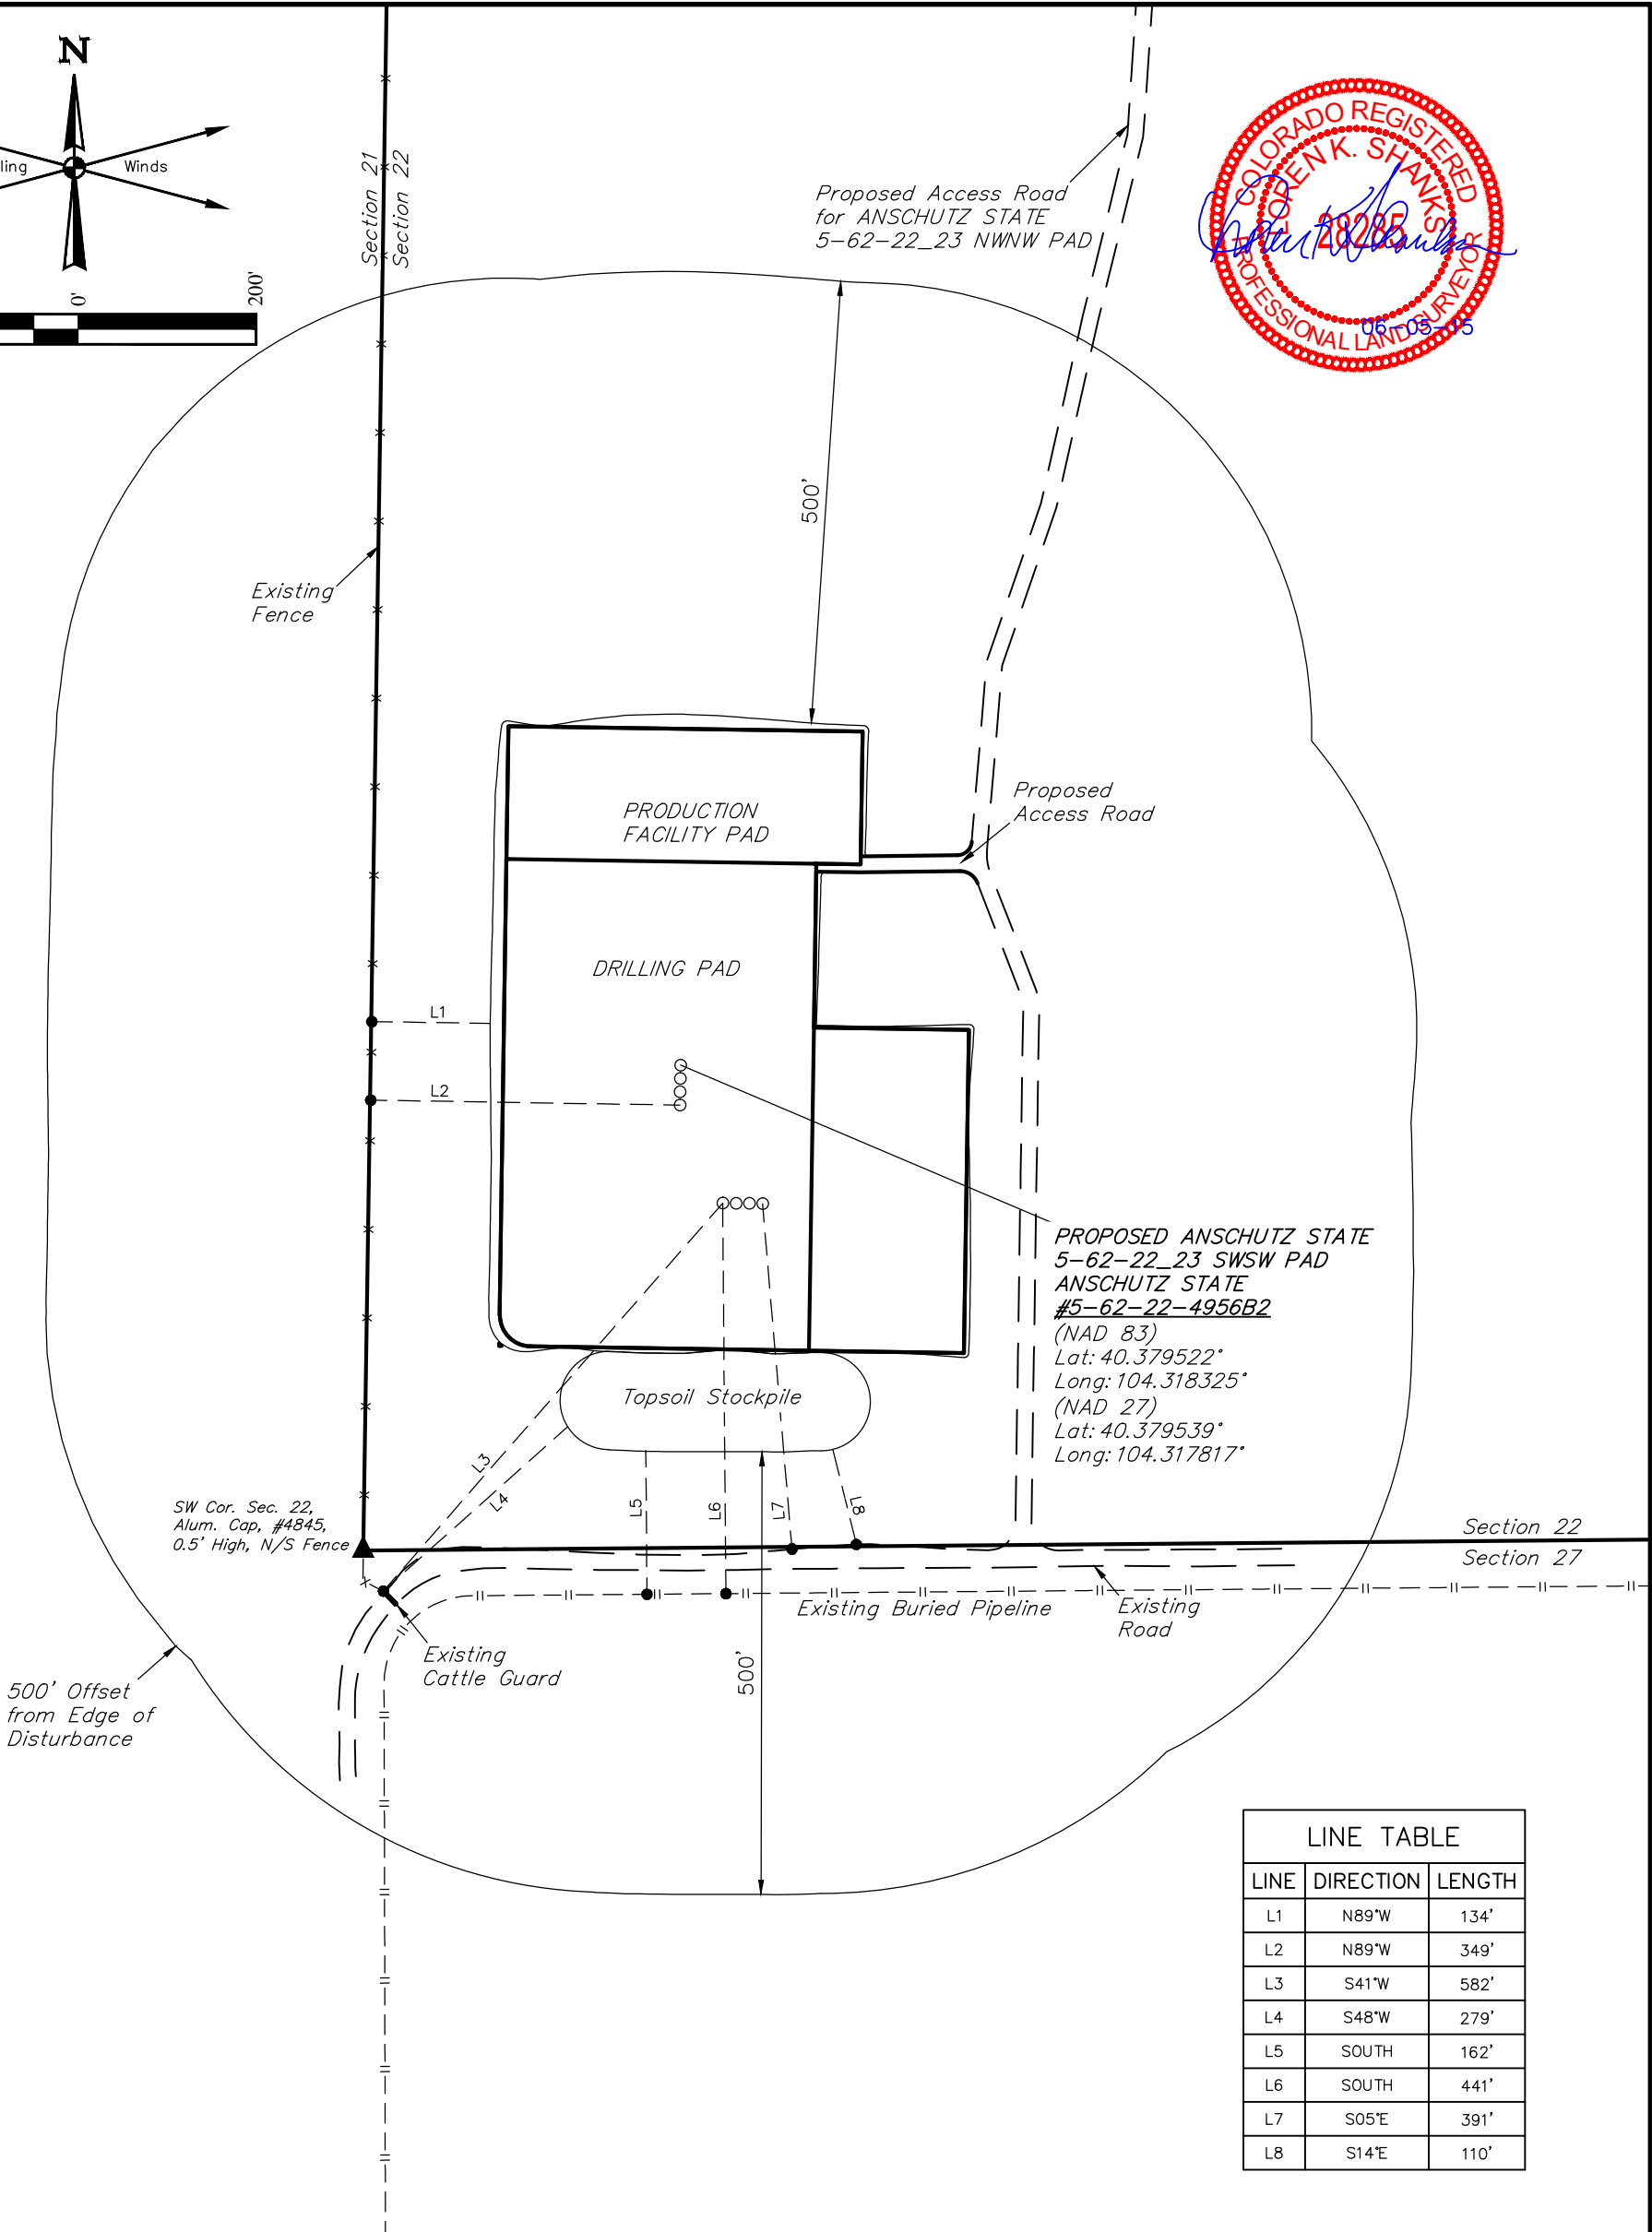 N
ling
Winds
0'
200'
Section 21
Section 22
Proposed Access Road
for ANSCHUTZ STATE
5-62-22_23 NWNW PAD
COLORADO REGISTERED
LOREN K. SHANKS
28285
PROFESSIONAL LAND SURVEYOR
06-05-15
500'
Existing
Fence
PRODUCTION
FACILITY PAD
Proposed
Access Road
DRILLING PAD
L1
L2
PROPOSED ANSCHUTZ STATE
5-62-22_23 SWSW PAD
ANSCHUTZ STATE
#5-62-22-4956B2
(NAD 83)
Lat: 40.379522°
Long: 104.318325°
(NAD 27)
Lat: 40.379539°
Long: 104.317817°
Topsoil Stockpile
L3
L4
L5
L6
L7
L8
SW Cor. Sec. 22,
Alum. Cap, #4845,
0.5' High, N/S Fence
Section 22
Section 27
Existing Buried Pipeline
Existing
Road
Existing
Cattle Guard
500'
500' Offset
from Edge of
Disturbance
LINE TABLE
LINE DIRECTION LENGTH
L1 N89°W 134'
L2 N89°W 349'
L3 S41°W 582'
L4 S48°W 279'
L5 SOUTH 162'
L6 SOUTH 441'
L7 S05°E 391'
L8 S14°E 110'